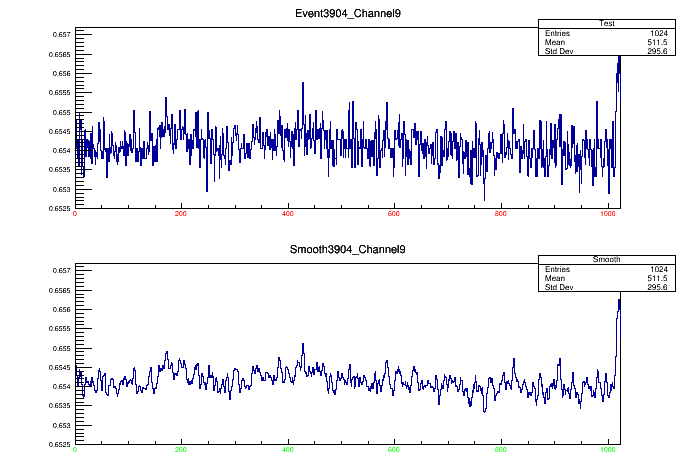 Event3904_Channel9
Test
Entries 1024
Mean 511.5
Std Dev 295.6
0.657
0.6565
0.656
0.6555
0.655
0.6545
0.654
0.6535
0.653
0.6525
0 200 400 600 800 1000
Smooth3904_Channel9
Smooth
Entries 1024
Mean 511.5
Std Dev 295.6
0.657
0.6565
0.656
0.6555
0.655
0.6545
0.654
0.6535
0.653
0.6525
0 200 400 600 800 1000